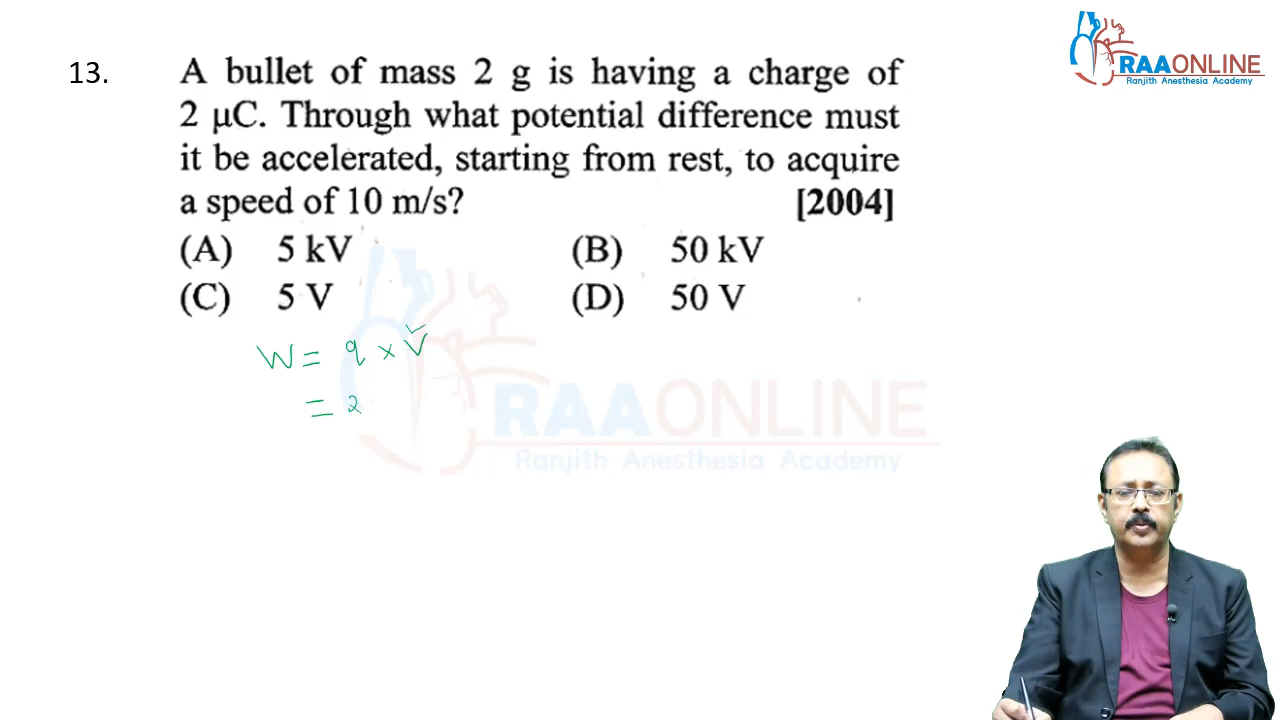 RAAONLINE
Ranjith Anesthesia Academy
13. A bullet of mass 2 g is having a charge of
2 μC. Through what potential difference must
it be accelerated, starting from rest, to acquire
a speed of 10 m/s? [2004]
(A) 5 kV (B) 50 kV
(C) 5 V (D) 50 V
W = q × V
= 2
RAAONLINE
Ranjith Anesthesia Academy